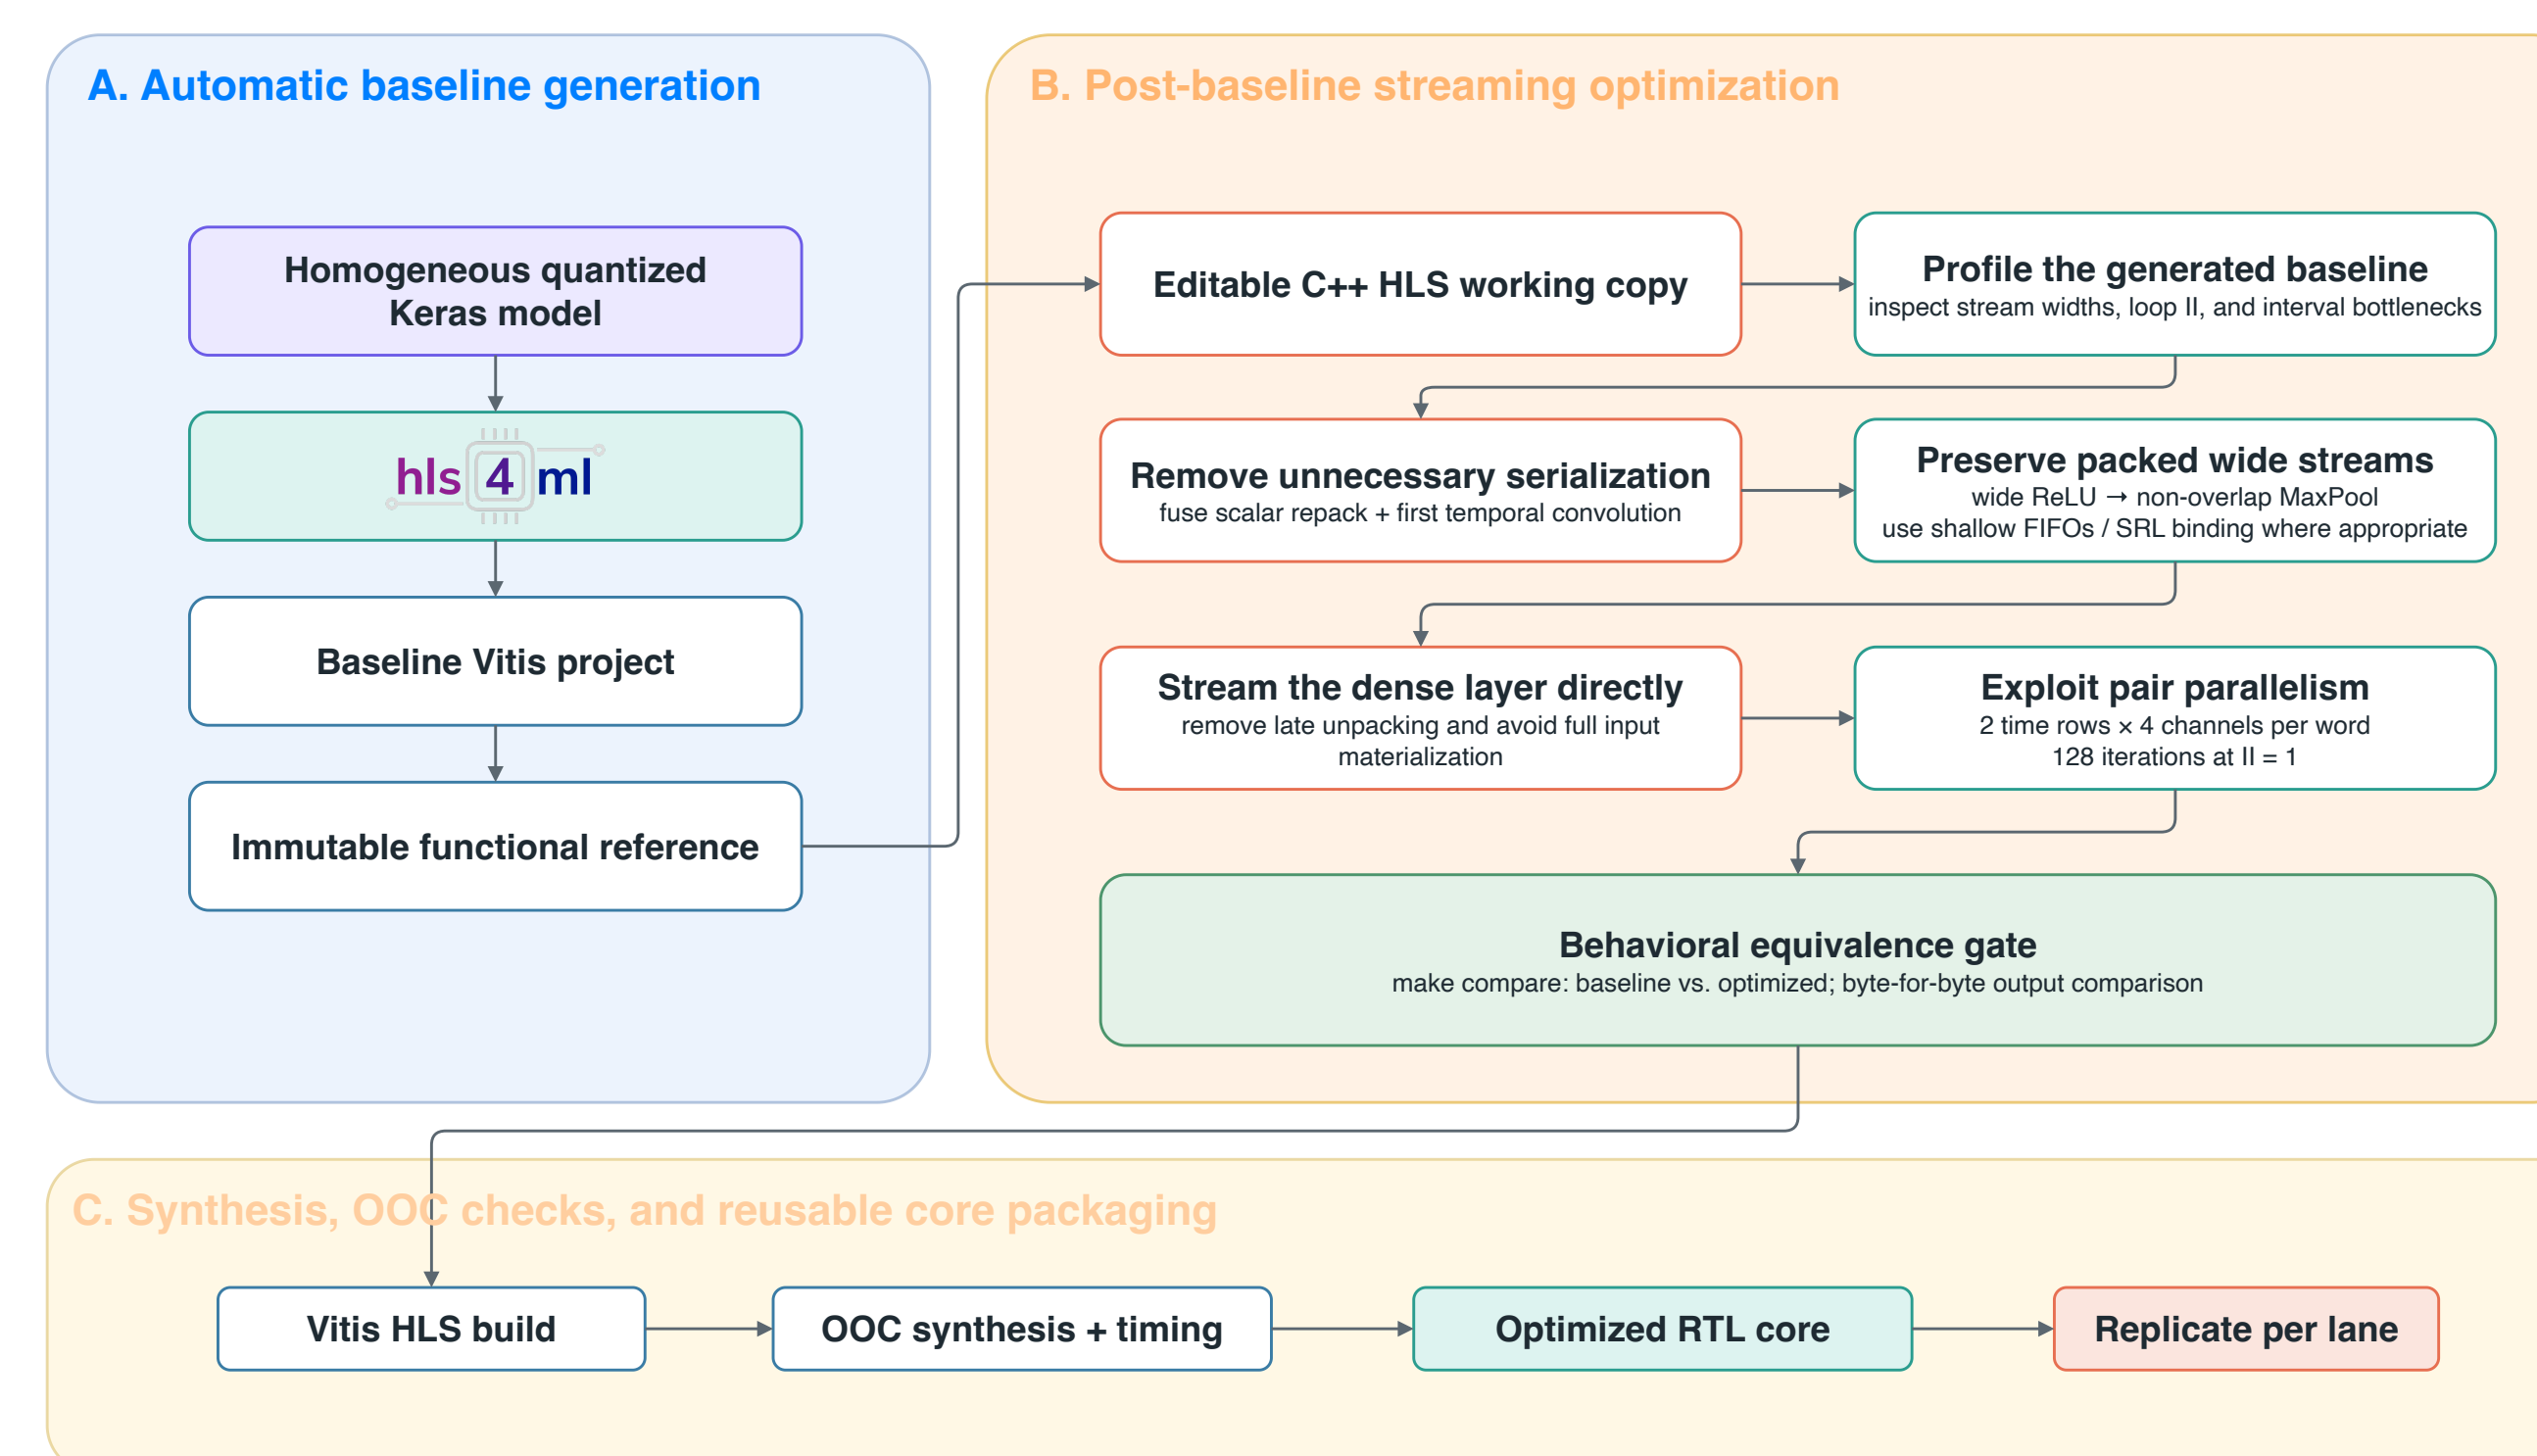 A. Automatic baseline generation
Homogeneous quantized
Keras model
hls 4 ml
Baseline Vitis project
Immutable functional reference
B. Post-baseline streaming optimization
Editable C++ HLS working copy
Profile the generated baseline
inspect stream widths, loop II, and interval bottlenecks
Remove unnecessary serialization
fuse scalar repack + first temporal convolution
Preserve packed wide streams
wide ReLU → non-overlap MaxPool
use shallow FIFOs / SRL binding where appropriate
Stream the dense layer directly
remove late unpacking and avoid full input
materialization
Exploit pair parallelism
2 time rows × 4 channels per word
128 iterations at II = 1
Behavioral equivalence gate
make compare: baseline vs. optimized; byte-for-byte output comparison
C. Synthesis, OOC checks, and reusable core packaging
Vitis HLS build
OOC synthesis + timing
Optimized RTL core
Replicate per lane